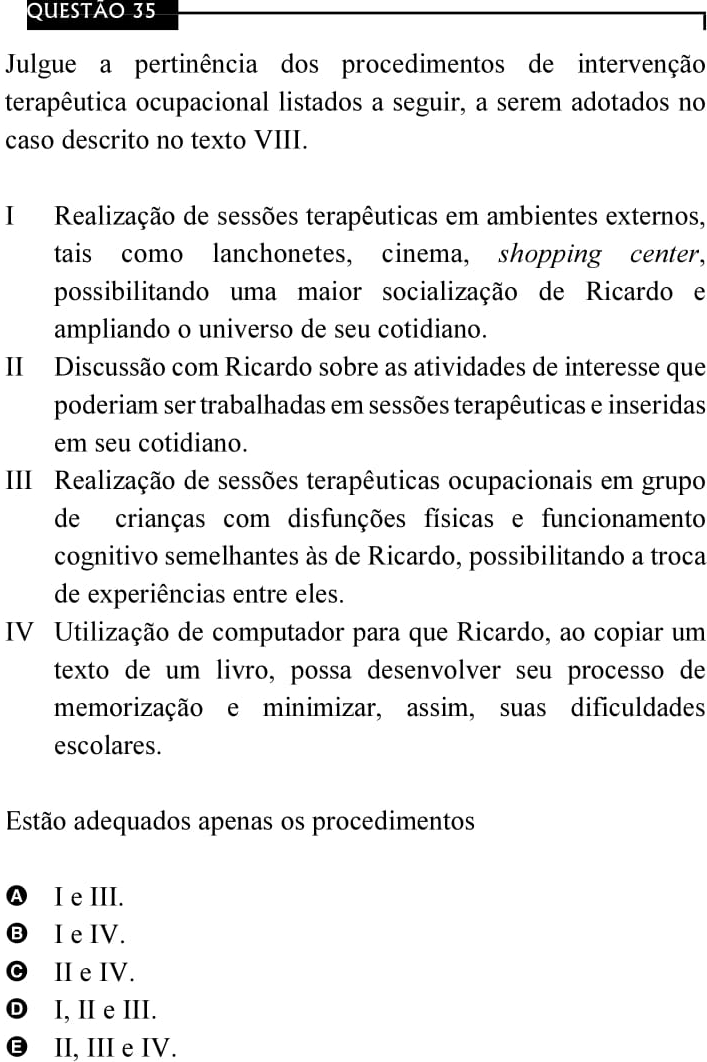 QUESTÃO 35
Julgue a pertinência dos procedimentos de intervenção
terapêutica ocupacional listados a seguir, a serem adotados no
caso descrito no texto VIII.
I Realização de sessões terapêuticas em ambientes externos,
tais como lanchonetes, cinema, shopping center,
possibilitando uma maior socialização de Ricardo e
ampliando o universo de seu cotidiano.
II Discussão com Ricardo sobre as atividades de interesse que
poderiam ser trabalhadas em sessões terapêuticas e inseridas
em seu cotidiano.
III Realização de sessões terapêuticas ocupacionais em grupo
de crianças com disfunções físicas e funcionamento
cognitivo semelhantes às de Ricardo, possibilitando a troca
de experiências entre eles.
IV Utilização de computador para que Ricardo, ao copiar um
texto de um livro, possa desenvolver seu processo de
memorização e minimizar, assim, suas dificuldades
escolares.
Estão adequados apenas os procedimentos
A I e III.
B I e IV.
C II e IV.
D I, II e III.
E II, III e IV.